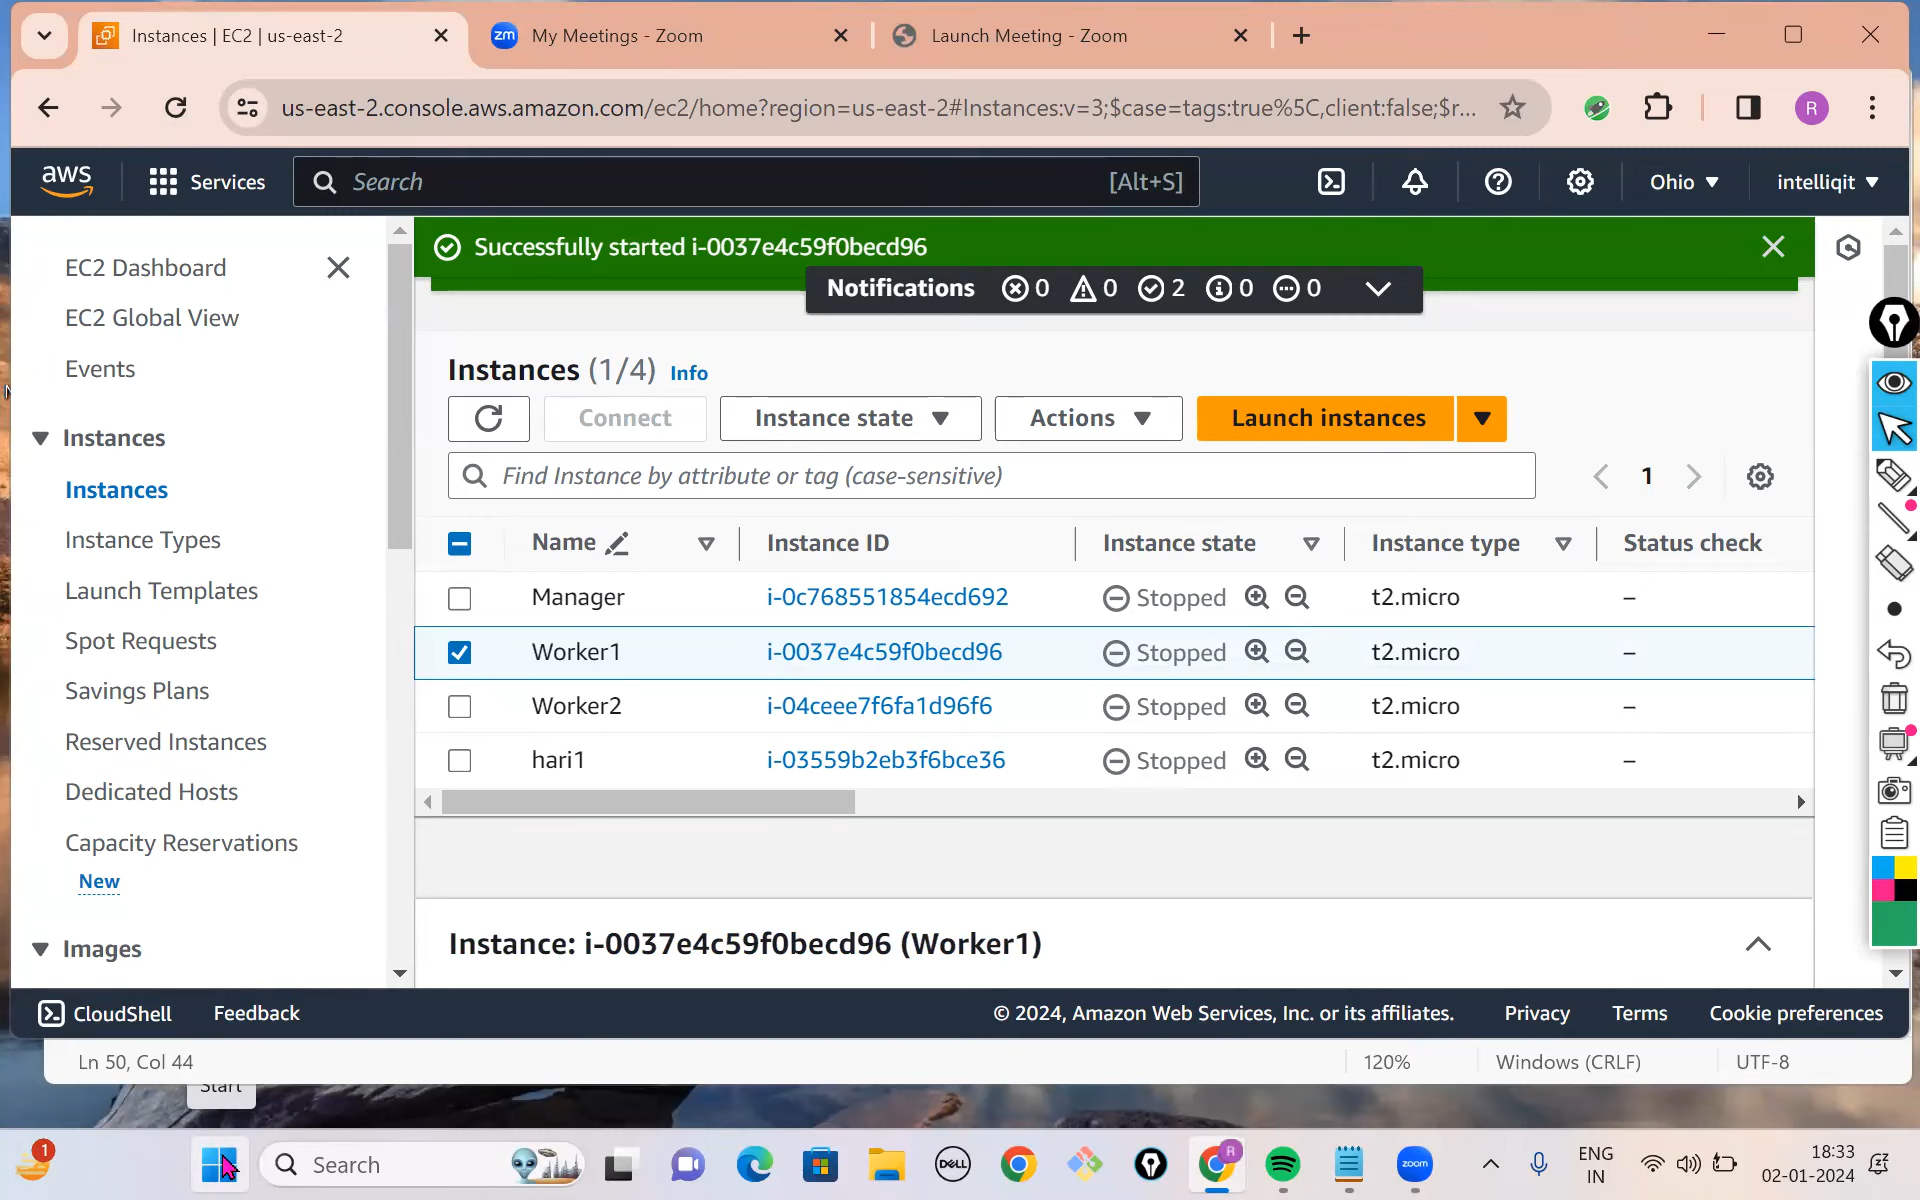 Instances | EC2 | us-east-2
zm My Meetings - Zoom
Launch Meeting - Zoom
us-east-2.console.aws.amazon.com/ec2/home?region=us-east-2#Instances:v=3;$case=tags:true%5C,client:false;$r...
R
aws Services Search [Alt+S] Ohio intelliqit
EC2 Dashboard
EC2 Global View
Events
Instances
Instances
Instance Types
Launch Templates
Spot Requests
Savings Plans
Reserved Instances
Dedicated Hosts
Capacity Reservations
New
Images
Successfully started i-0037e4c59f0becd96
Notifications 0 0 2 0 0
Instances (1/4) Info
Connect Instance state Actions Launch instances
Find Instance by attribute or tag (case-sensitive) 1
Name Instance ID Instance state Instance type Status check
Manager i-0c768551854ecd692 Stopped t2.micro –
Worker1 i-0037e4c59f0becd96 Stopped t2.micro –
Worker2 i-04ceee7f6fa1d96f6 Stopped t2.micro –
hari1 i-03559b2eb3f6bce36 Stopped t2.micro –
Instance: i-0037e4c59f0becd96 (Worker1)
CloudShell Feedback © 2024, Amazon Web Services, Inc. or its affiliates. Privacy Terms Cookie preferences
Ln 50, Col 44 120% Windows (CRLF) UTF-8
Start
1 Search DELL R zoom ENG 18:33
IN 02-01-2024